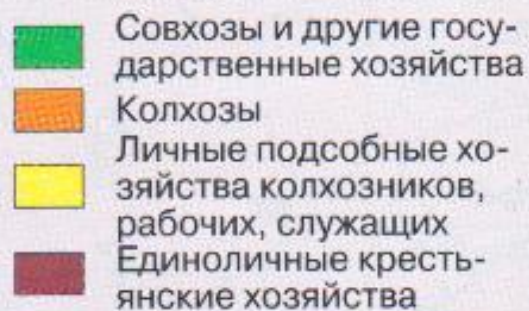 Совхозы и другие госу-
дарственные хозяйства
Колхозы
Личные подсобные хо-
зяйства колхозников,
рабочих, служащих
Единоличные кресть-
янские хозяйства